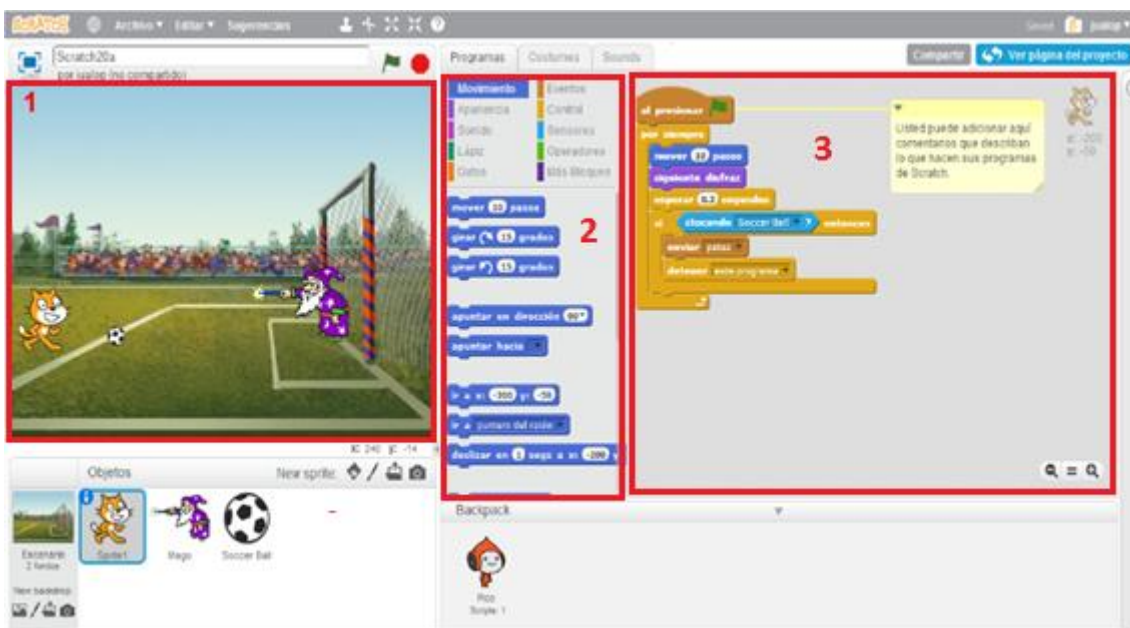 SCRATCH Archivo Editar Sugerencias
Scratch20a
por jualop (no compartido)
Programas Costumes Sounds
Compartir Ver página del proyecto
1
Movimiento Eventos
Apariencia Control
Sonido Sensores
Lápiz Operadores
Datos Más Bloques
2
mover 10 pasos
girar 15 grados
girar 15 grados
apuntar en dirección 90
apuntar hacia
ir a x: -200 y: -59
ir a puntero del ratón
deslizar en 1 segs a x: -200 y
3
al presionar
por siempre
mover 10 pasos
siguiente disfraz
esperar 0.2 segundos
si ¿tocando Soccer Ball ? entonces
enviar patas
detener este programa
Usted puede adicionar aquí
comentarios que describan
lo que hacen sus programas
de Scratch.
x: -200
y: -59
x: 240 y: -14
Objetos New sprite:
Escenario
2 fondos
New backdrop
Sprite1 Mago Soccer Ball
Backpack
Pico
Scripts: 1